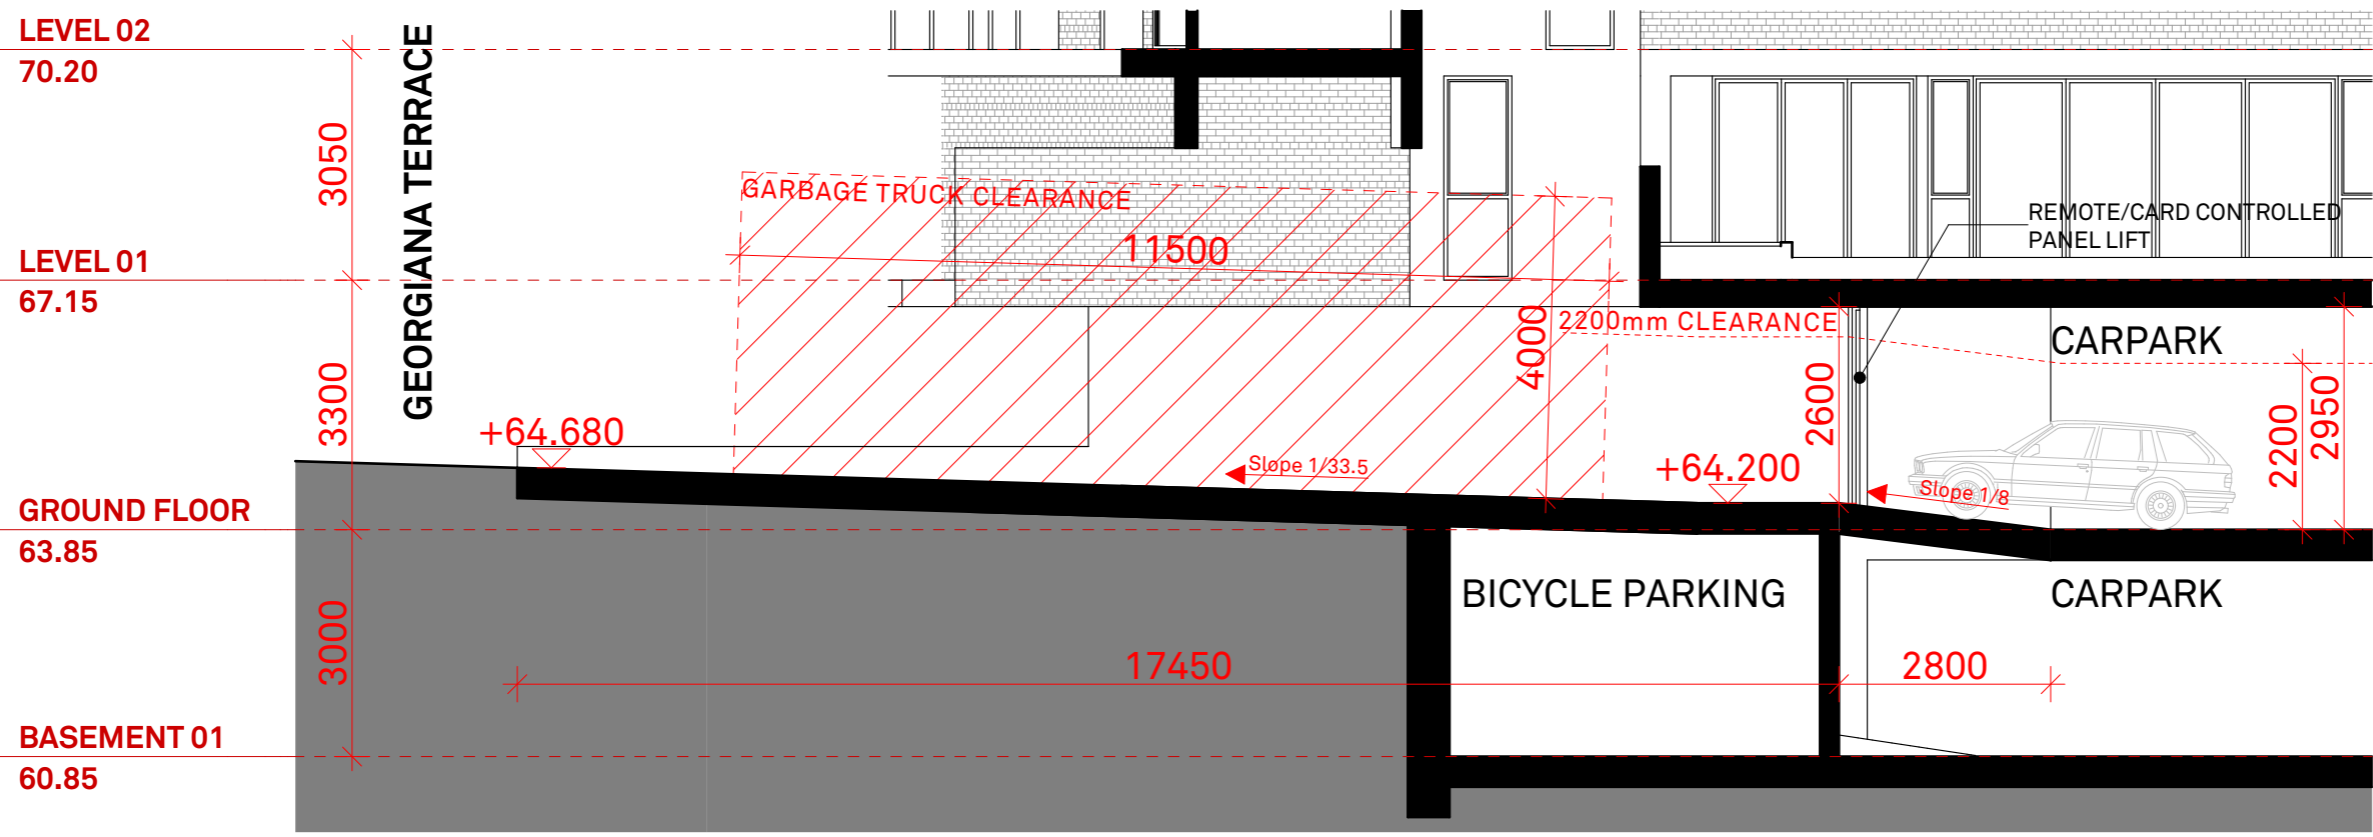 LEVEL 02
70.20
GEORGIANA TERRACE
3050
GARBAGE TRUCK CLEARANCE
11500
REMOTE/CARD CONTROLLED
PANEL LIFT
LEVEL 01
67.15
4000
2200mm CLEARANCE
CARPARK
3300
2600
2200
2950
+64.680
Slope 1/33.5
+64.200
Slope 1/8
GROUND FLOOR
63.85
BICYCLE PARKING
CARPARK
3000
17450
2800
BASEMENT 01
60.85